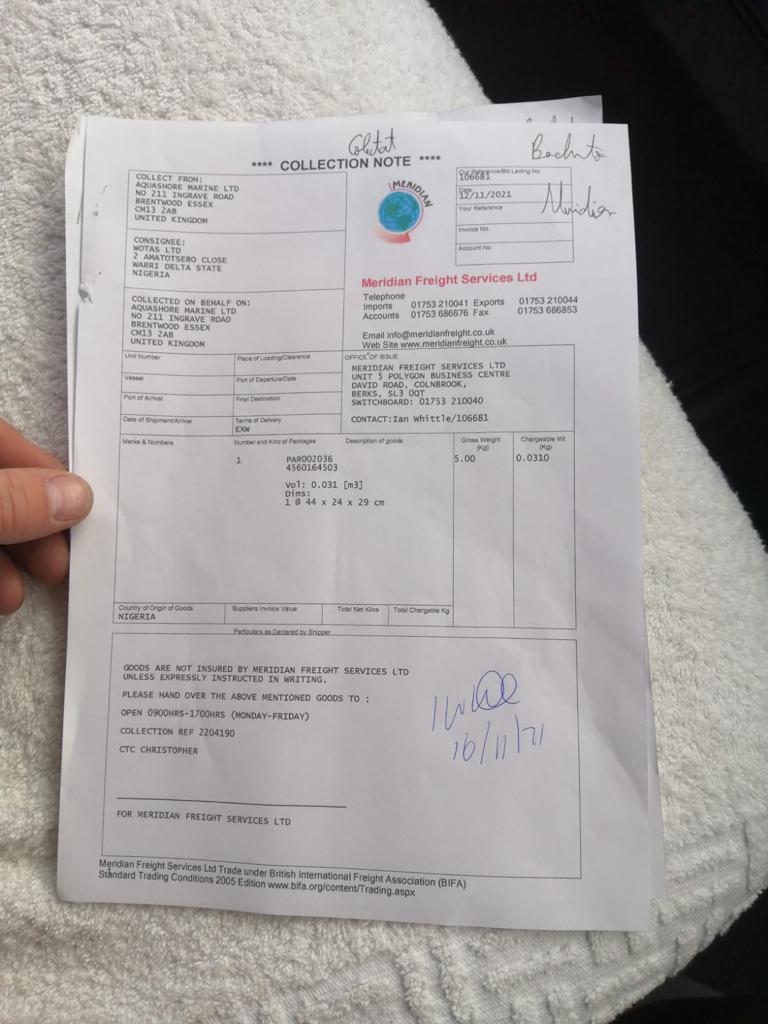 **** COLLECTION NOTE ****
COLLECT FROM:
AQUASHORE MARINE LTD
NO 211 INGRAVE ROAD
BRENTWOOD ESSEX
CM13 2AB
UNITED KINGDOM
CONSIGNEE:
WOTAS LTD
2 AMATOTSERO CLOSE
WARRI DELTA STATE
NIGERIA
COLLECTED ON BEHALF ON:
AQUASHORE MARINE LTD
NO 211 INGRAVE ROAD
BRENTWOOD ESSEX
CM13 2AB
UNITED KINGDOM
MERIDIAN
Our Reference/Bill Lading No.
106681
Date
12/11/2021
Your Reference
Meridian
Invoice No.
Account No.
Meridian Freight Services Ltd
Telephone
Imports 01753 210041 Exports 01753 210044
Accounts 01753 686676 Fax 01753 686853
Email info@meridianfreight.co.uk
Web Site www.meridianfreight.co.uk
Unit Number
Place of Loading/Clearance
Vessel
Port of Departure/Date
Port of Arrival
Final Destination
Date of Shipment/Arrival
Terms of Delivery
EXW
OFFICE OF ISSUE
MERIDIAN FREIGHT SERVICES LTD
UNIT 5 POLYGON BUSINESS CENTRE
DAVID ROAD, COLNBROOK,
BERKS, SL3 0QT
SWITCHBOARD: 01753 210040
CONTACT:Ian Whittle/106681
Marks & Numbers Number and Kind of Packages Description of goods Gross Weight (Kg) Chargeable Wt (Kg)
1 PAR002036 5.00 0.0310
4560164503
Vol: 0.031 [m3]
Dims:
1 @ 44 x 24 x 29 cm
Country of Origin of Goods Suppliers Invoice Value Total Net Kilos Total Chargeble Kg
NIGERIA
Particulars as Declared by Shipper
GOODS ARE NOT INSURED BY MERIDIAN FREIGHT SERVICES LTD
UNLESS EXPRESSLY INSTRUCTED IN WRITING.
PLEASE HAND OVER THE ABOVE MENTIONED GOODS TO :
OPEN 0900HRS-1700HRS (MONDAY-FRIDAY)
COLLECTION REF 2204190
CTC CHRISTOPHER
16/11/21
FOR MERIDIAN FREIGHT SERVICES LTD
Meridian Freight Services Ltd Trade under British International Freight Association (BIFA)
Standard Trading Conditions 2005 Edition www.bifa.org/content/Trading.aspx